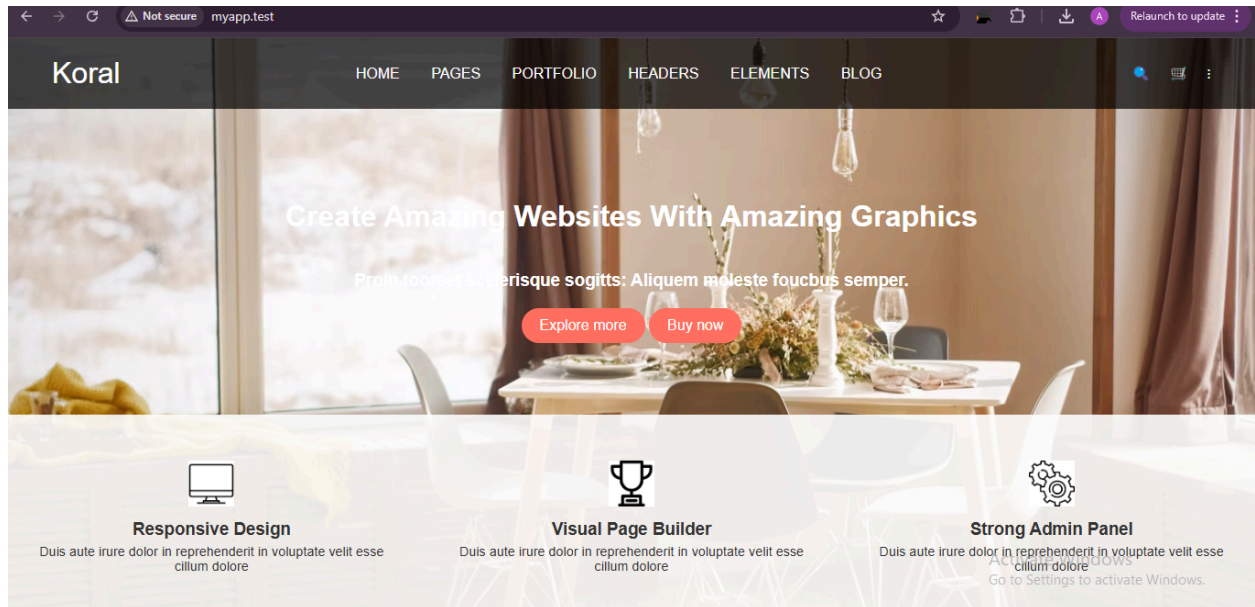 Not secure myapp.test A Relaunch to update
Koral HOME PAGES PORTFOLIO HEADERS ELEMENTS BLOG
Create Amazing Websites With Amazing Graphics
Proin rooreet scelerisque sogitts: Aliquem moleste foucbus semper.
Explore more Buy now
Responsive Design
Duis aute irure dolor in reprehenderit in voluptate velit esse
cillum dolore
Visual Page Builder
Duis aute irure dolor in reprehenderit in voluptate velit esse
cillum dolore
Strong Admin Panel
Duis aute irure dolor in reprehenderit in voluptate velit esse
cillum dolore
Activate Windows
Go to Settings to activate Windows.